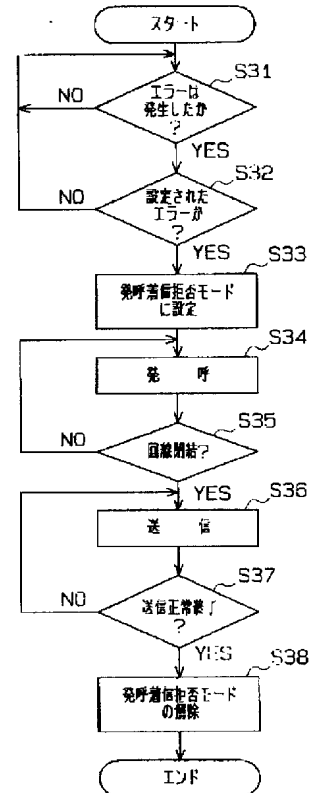 スタート
S31
エラーは
発生したか
?
NO
YES
S32
設定された
エラーか
?
NO
YES
S33
発呼着信拒否モード
に設定
S34
発 呼
S35
回線閉結?
NO
YES
S36
送 信
S37
送信正常終了
?
NO
YES
S38
発呼着信拒否モード
の解除
エンド